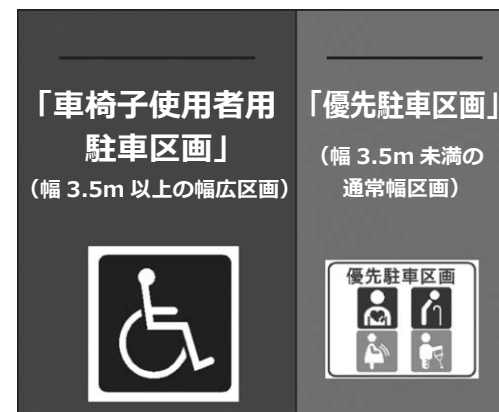 「車椅子使用者用
駐車区画」
（幅 3.5m 以上の幅広区画）
「優先駐車区画」
（幅 3.5m 未満の
通常幅区画）
優先駐車区画